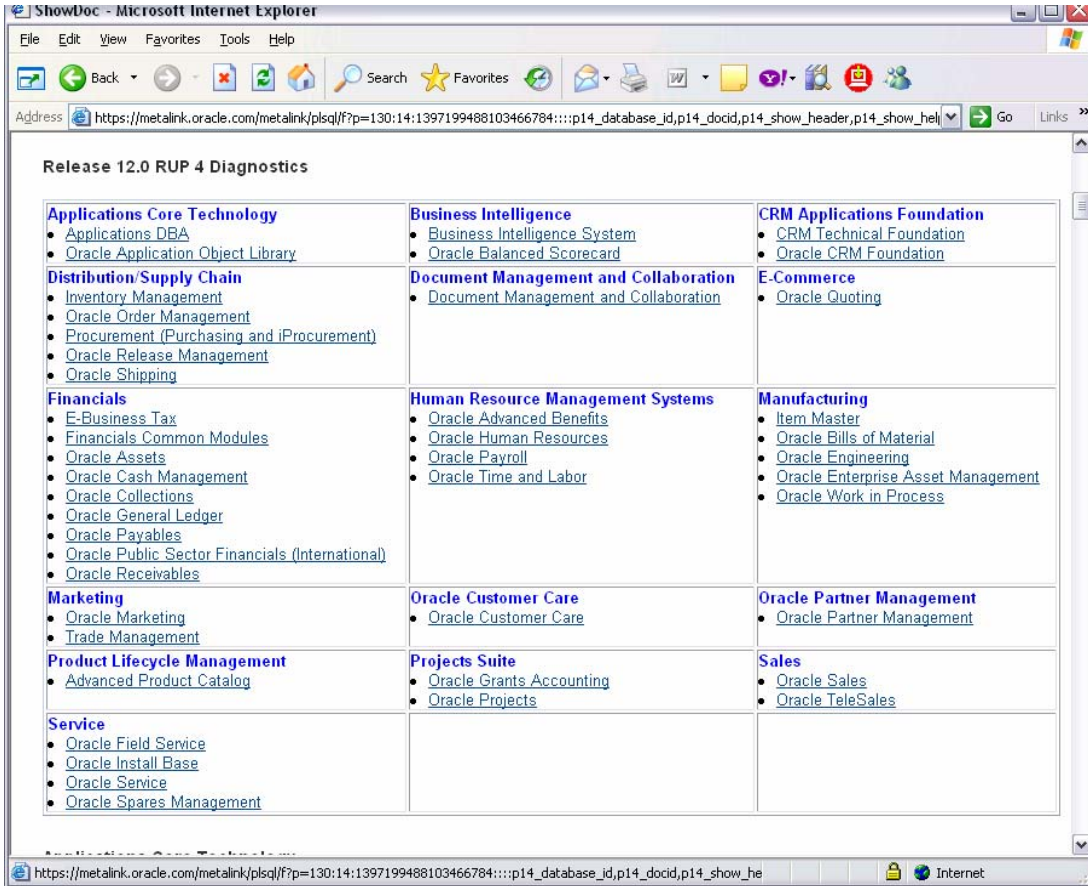 ShowDoc - Microsoft Internet Explorer
File Edit View Favorites Tools Help
Back Search Favorites
Address https://metalink.oracle.com/metalink/plsql/f?p=130:14:1397199488103466784::::p14_database_id,p14_docid,p14_show_header,p14_show_help Go Links »
Release 12.0 RUP 4 Diagnostics
Applications Core Technology
• Applications DBA
• Oracle Application Object Library
Business Intelligence
• Business Intelligence System
• Oracle Balanced Scorecard
CRM Applications Foundation
• CRM Technical Foundation
• Oracle CRM Foundation
Distribution/Supply Chain
• Inventory Management
• Oracle Order Management
• Procurement (Purchasing and iProcurement)
• Oracle Release Management
• Oracle Shipping
Document Management and Collaboration
• Document Management and Collaboration
E-Commerce
• Oracle Quoting
Financials
• E-Business Tax
• Financials Common Modules
• Oracle Assets
• Oracle Cash Management
• Oracle Collections
• Oracle General Ledger
• Oracle Payables
• Oracle Public Sector Financials (International)
• Oracle Receivables
Human Resource Management Systems
• Oracle Advanced Benefits
• Oracle Human Resources
• Oracle Payroll
• Oracle Time and Labor
Manufacturing
• Item Master
• Oracle Bills of Material
• Oracle Engineering
• Oracle Enterprise Asset Management
• Oracle Work in Process
Marketing
• Oracle Marketing
• Trade Management
Oracle Customer Care
• Oracle Customer Care
Oracle Partner Management
• Oracle Partner Management
Product Lifecycle Management
• Advanced Product Catalog
Projects Suite
• Oracle Grants Accounting
• Oracle Projects
Sales
• Oracle Sales
• Oracle TeleSales
Service
• Oracle Field Service
• Oracle Install Base
• Oracle Service
• Oracle Spares Management
Applications Core Technology
https://metalink.oracle.com/metalink/plsql/f?p=130:14:1397199488103466784::::p14_database_id,p14_docid,p14_show_he Internet